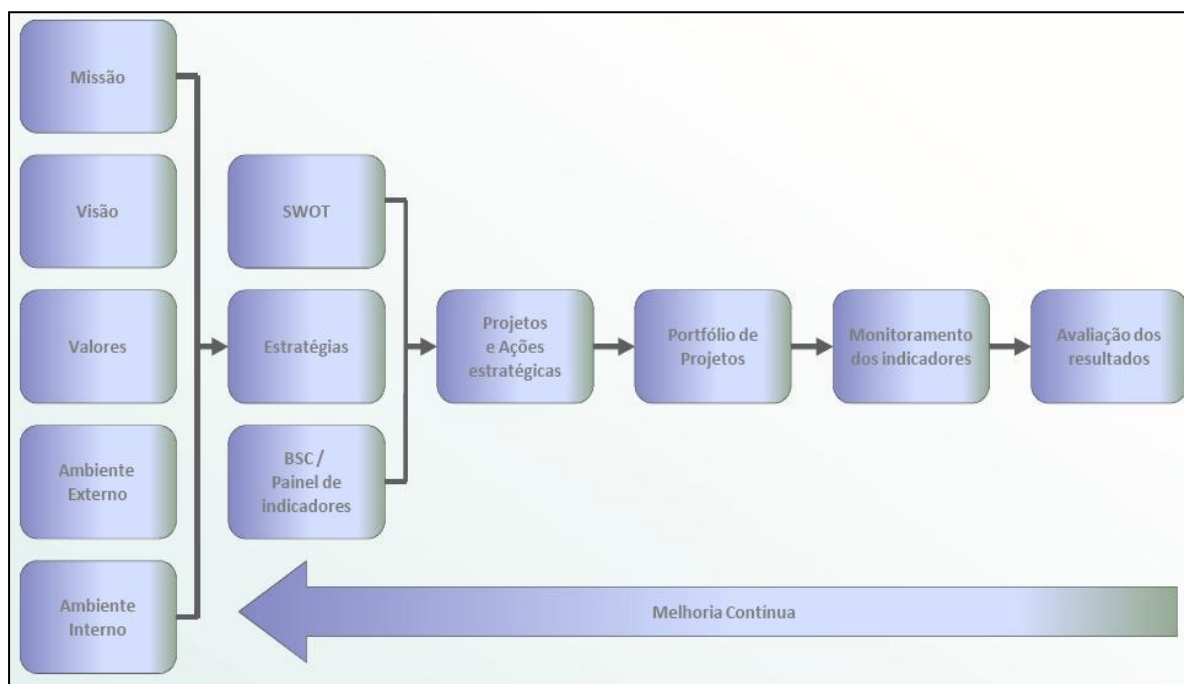 Missão
Visão
Valores
Ambiente
Externo
Ambiente
Interno
SWOT
Estratégias
BSC /
Painel de
indicadores
Projetos
e Ações
estratégicas
Portfólio de
Projetos
Monitoramento
dos indicadores
Avaliação dos
resultados
Melhoria Contínua